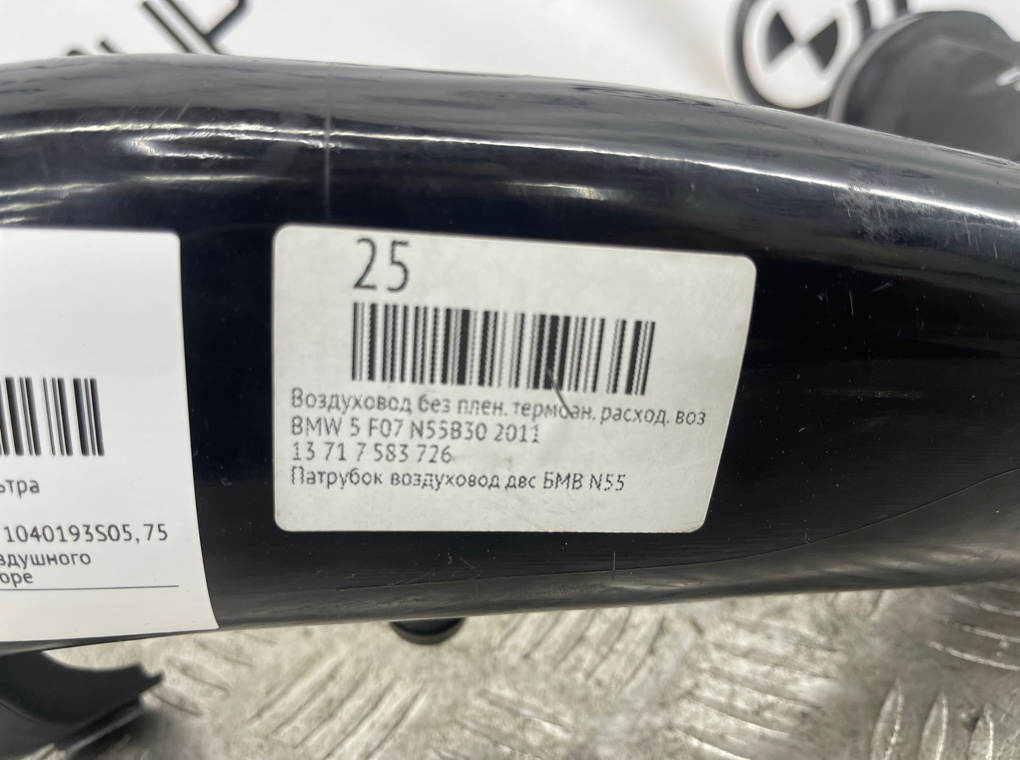 25
Воздуховод без плен. термоан. расход. воз
BMW 5 F07 N55B30 2011
13 71 7 583 726
Патрубок воздуховод двс БМВ N55
ьтра
1040193S05,75
здушного
оре